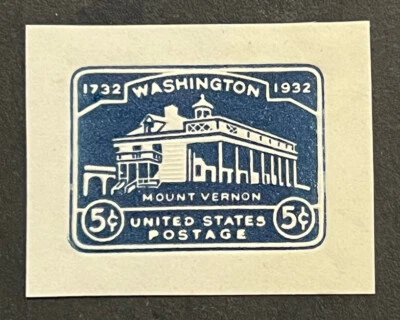 1732 WASHINGTON 1932
MOUNT VERNON
5¢ UNITED STATES 5¢
POSTAGE